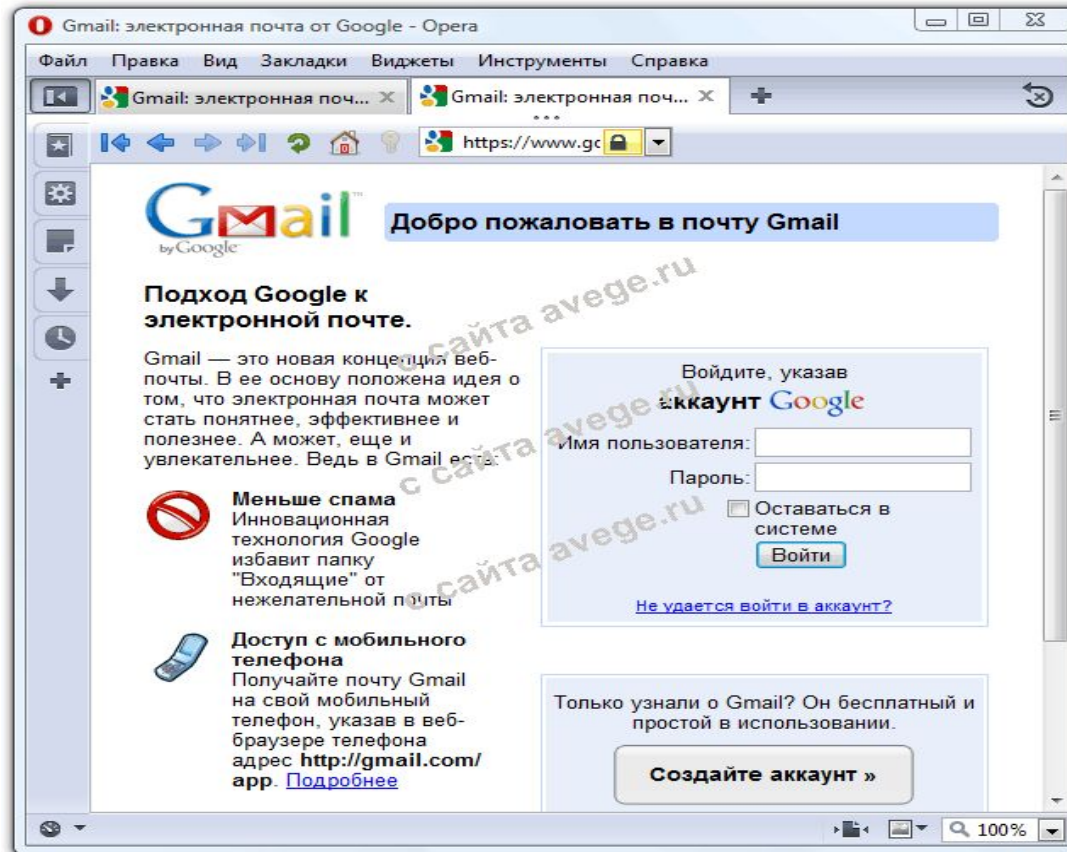 Gmail: электронная почта от Google - Opera
Файл Правка Вид Закладки Виджеты Инструменты Справка
Gmail: электронная поч... Gmail: электронная поч...
https://www.gc
Gmail™
by Google
Добро пожаловать в почту Gmail
Подход Google к
электронной почте.
Gmail — это новая концепция веб-
почты. В ее основу положена идея о
том, что электронная почта может
стать понятнее, эффективнее и
полезнее. А может, еще и
увлекательнее. Ведь в Gmail есть:
Меньше спама
Инновационная
технология Google
избавит папку
"Входящие" от
нежелательной почты
Доступ с мобильного
телефона
Получайте почту Gmail
на свой мобильный
телефон, указав в веб-
браузере телефона
адрес http://gmail.com/
app. Подробнее
Войдите, указав
аккаунт Google
Имя пользователя:
Пароль:
Оставаться в
системе
Войти
Не удается войти в аккаунт?
Только узнали о Gmail? Он бесплатный и
простой в использовании.
Создайте аккаунт »
с сайта avege.ru
с сайта avege.ru
с сайта avege.ru
100%